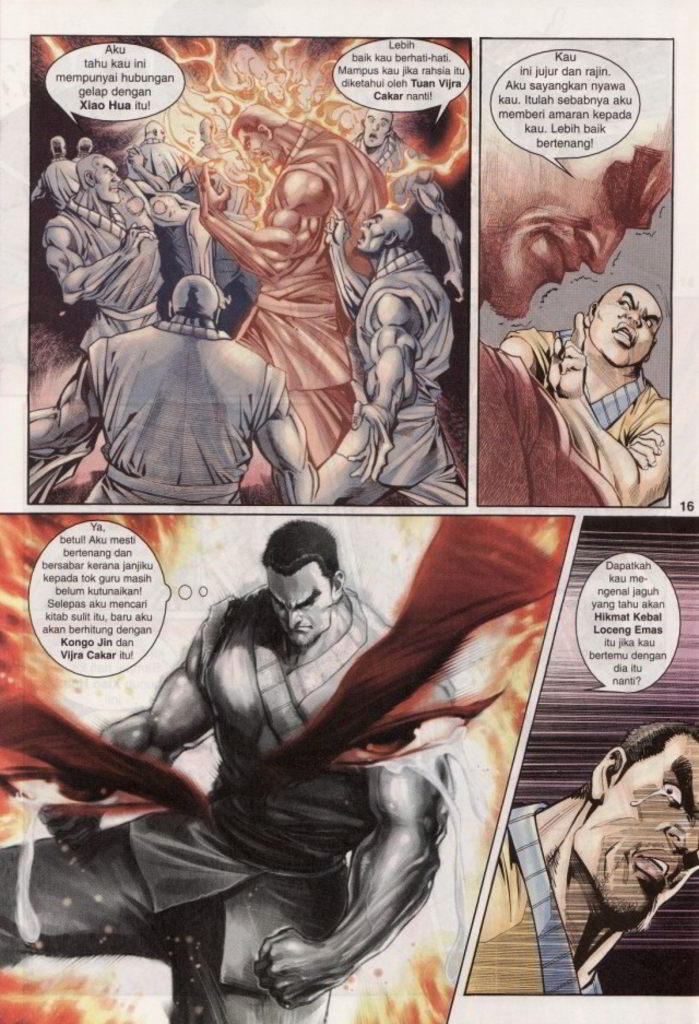 Aku
tahu kau ini
mempunyai hubungan
gelap dengan
Xiao Hua itu!
Lebih
baik kau berhati-hati.
Mampus kau jika rahsia itu
diketahui oleh Tuan Vijra
Cakar nanti!
Kau
ini jujur dan rajin.
Aku sayangkan nyawa
kau. Itulah sebabnya aku
memberi amaran kepada
kau. Lebih baik
bertenang!
16
Ya,
betul! Aku mesti
bertenang dan
bersabar kerana janjiku
kepada tok guru masih
belum kutunaikan!
Selepas aku mencari
kitab sulit itu, baru aku
akan berhitung dengan
Kongo Jin dan
Vijra Cakar itu!
Dapatkah
kau me-
ngenal jaguh
yang tahu akan
Hikmat Kebal
Loceng Emas
itu jika kau
bertemu dengan
dia itu
nanti?